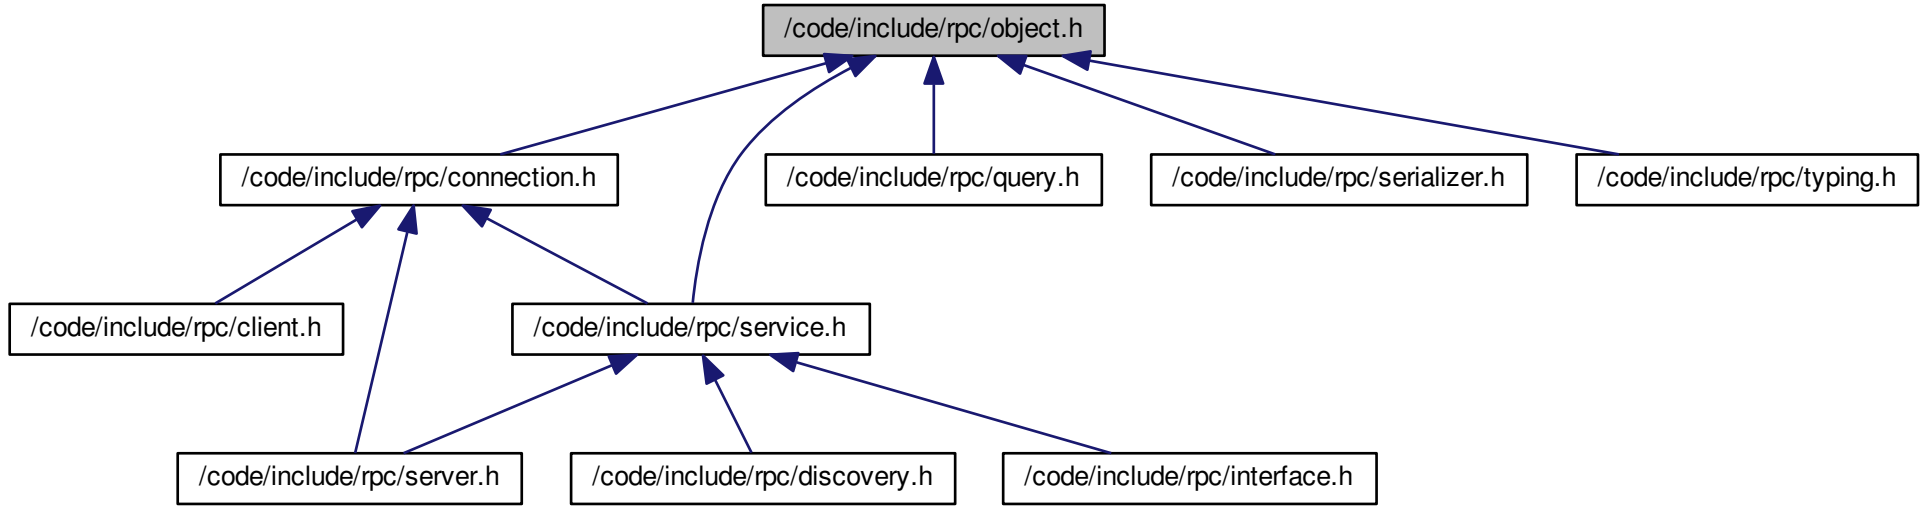 /code/include/rpc/object.h
/code/include/rpc/connection.h
/code/include/rpc/query.h
/code/include/rpc/serializer.h
/code/include/rpc/typing.h
/code/include/rpc/client.h
/code/include/rpc/service.h
/code/include/rpc/server.h
/code/include/rpc/discovery.h
/code/include/rpc/interface.h